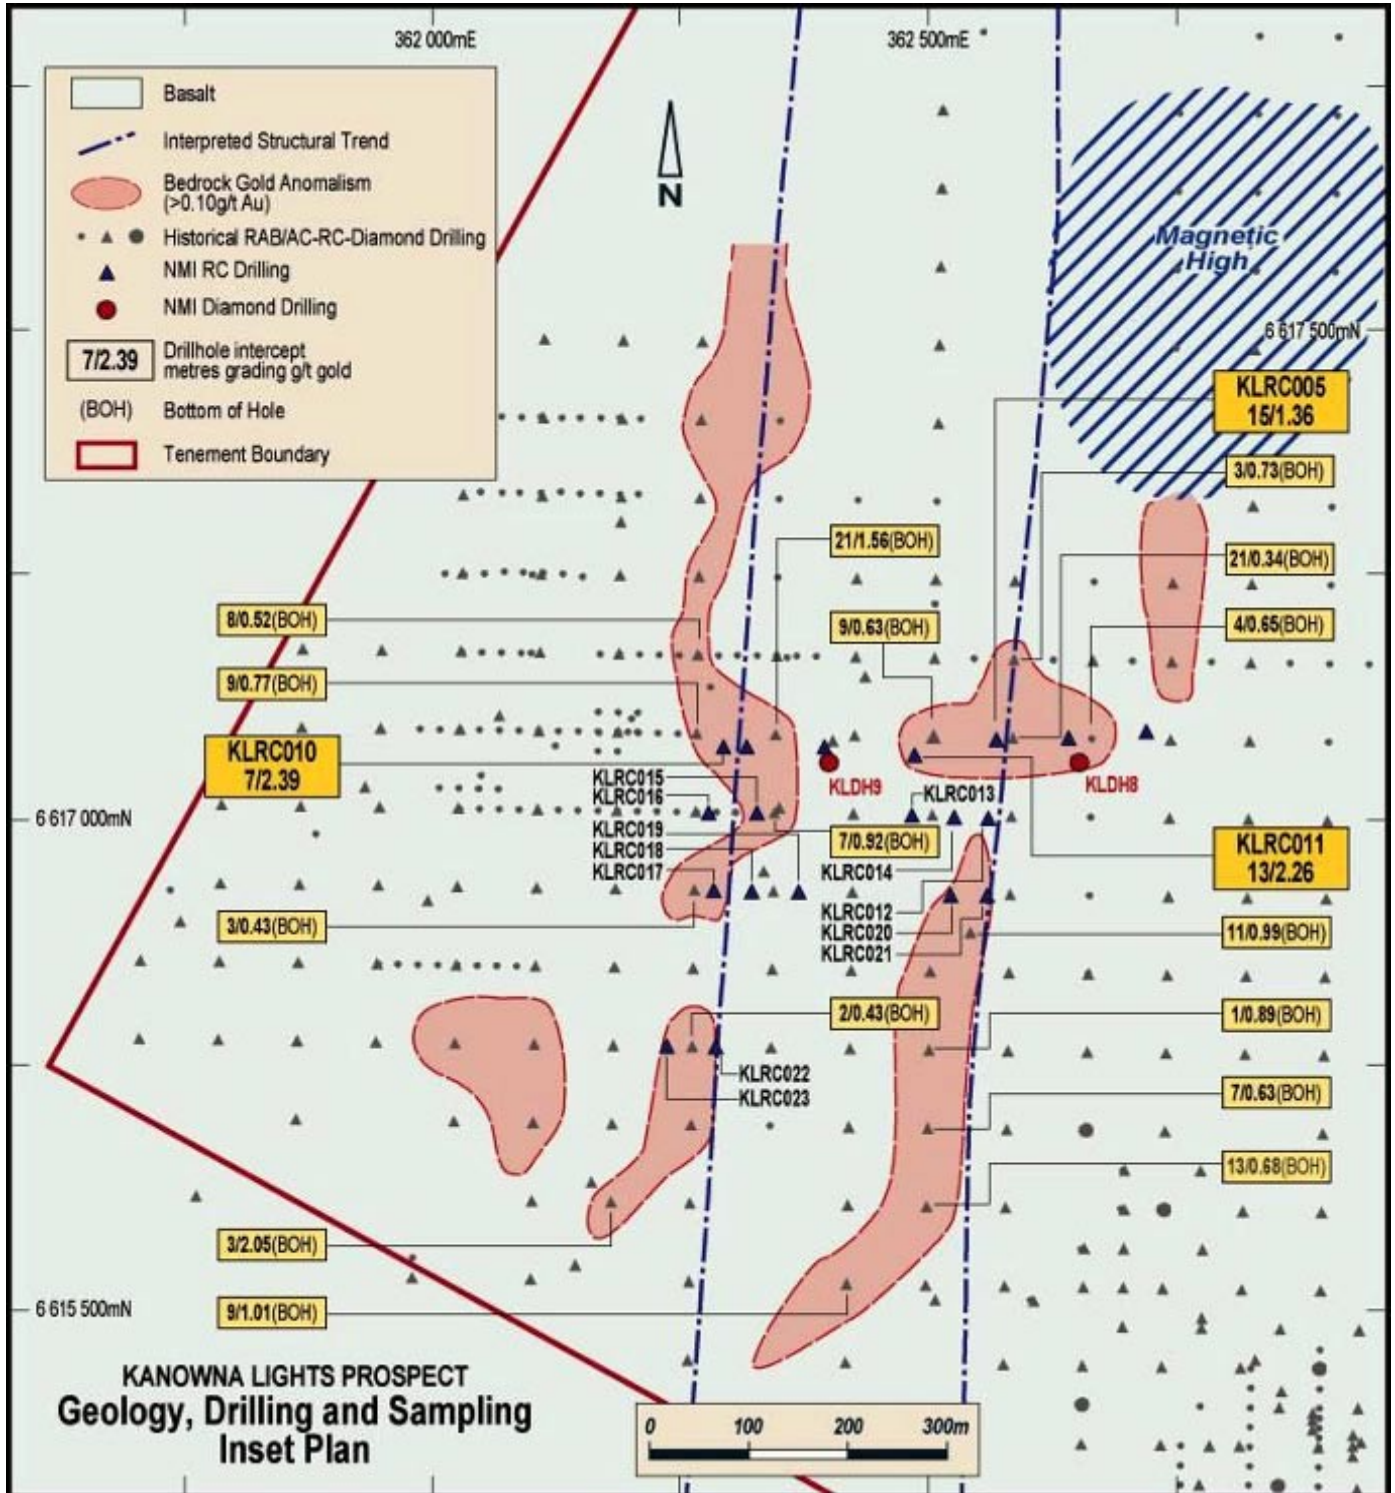 362 000mE
362 500mE
Basalt
Interpreted Structural Trend
Bedrock Gold Anomalism
(>0.10g/t Au)
Historical RAB/AC-RC-Diamond Drilling
NMI RC Drilling
NMI Diamond Drilling
7/2.39
Drillhole intercept
metres grading g/t gold
(BOH)
Bottom of Hole
Tenement Boundary
N
Magnetic
High
6 617 500mN
KLRC005
15/1.36
3/0.73(BOH)
21/1.56(BOH)
21/0.34(BOH)
8/0.52(BOH)
9/0.63(BOH)
4/0.65(BOH)
9/0.77(BOH)
KLRC010
7/2.39
KLRC015
KLRC016
KLDH9
KLRC013
KLDH8
6 617 000mN
KLRC019
KLRC018
KLRC017
7/0.92(BOH)
KLRC014
KLRC011
13/2.26
KLRC012
KLRC020
KLRC021
3/0.43(BOH)
11/0.99(BOH)
2/0.43(BOH)
1/0.89(BOH)
KLRC022
KLRC023
7/0.63(BOH)
13/0.68(BOH)
3/2.05(BOH)
9/1.01(BOH)
6 615 500mN
KANOWNA LIGHTS PROSPECT
Geology, Drilling and Sampling
Inset Plan
0 100 200 300m